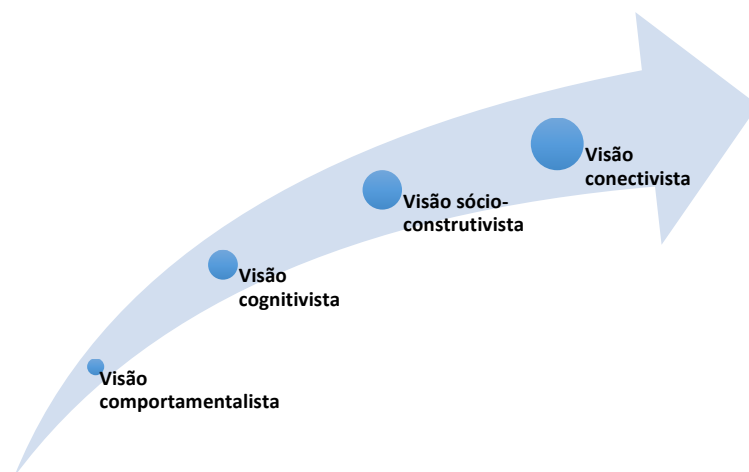 Visão
conectivista
Visão sócio-
construtivista
Visão
cognitivista
Visão
comportamentalista